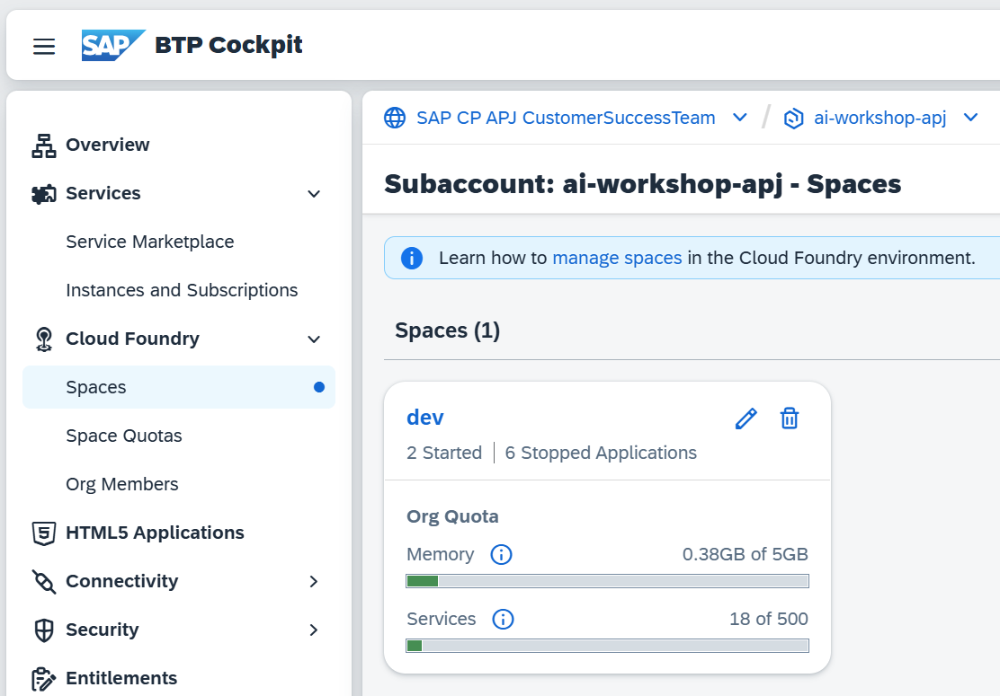 SAP BTP Cockpit
Overview
Services
Service Marketplace
Instances and Subscriptions
Cloud Foundry
Spaces
Space Quotas
Org Members
HTML5 Applications
Connectivity
Security
Entitlements
SAP CP APJ CustomerSuccessTeam / ai-workshop-apj
Subaccount: ai-workshop-apj - Spaces
Learn how to manage spaces in the Cloud Foundry environment.
Spaces (1)
dev
2 Started | 6 Stopped Applications
Org Quota
Memory 0.38GB of 5GB
Services 18 of 500